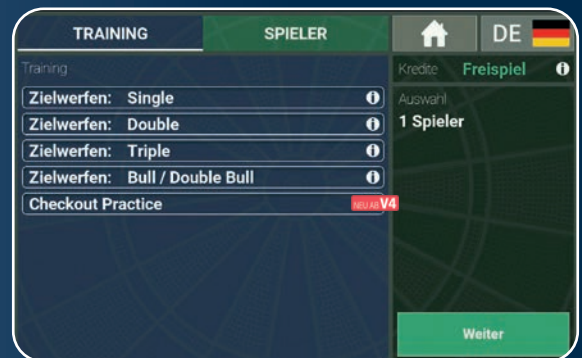 TRAINING SPIELER DE
Training
Kredite Freispiel
Zielwerfen: Single
Zielwerfen: Double
Zielwerfen: Triple
Zielwerfen: Bull / Double Bull
Checkout Practice NEU AB V4
Auswahl
1 Spieler
Weiter